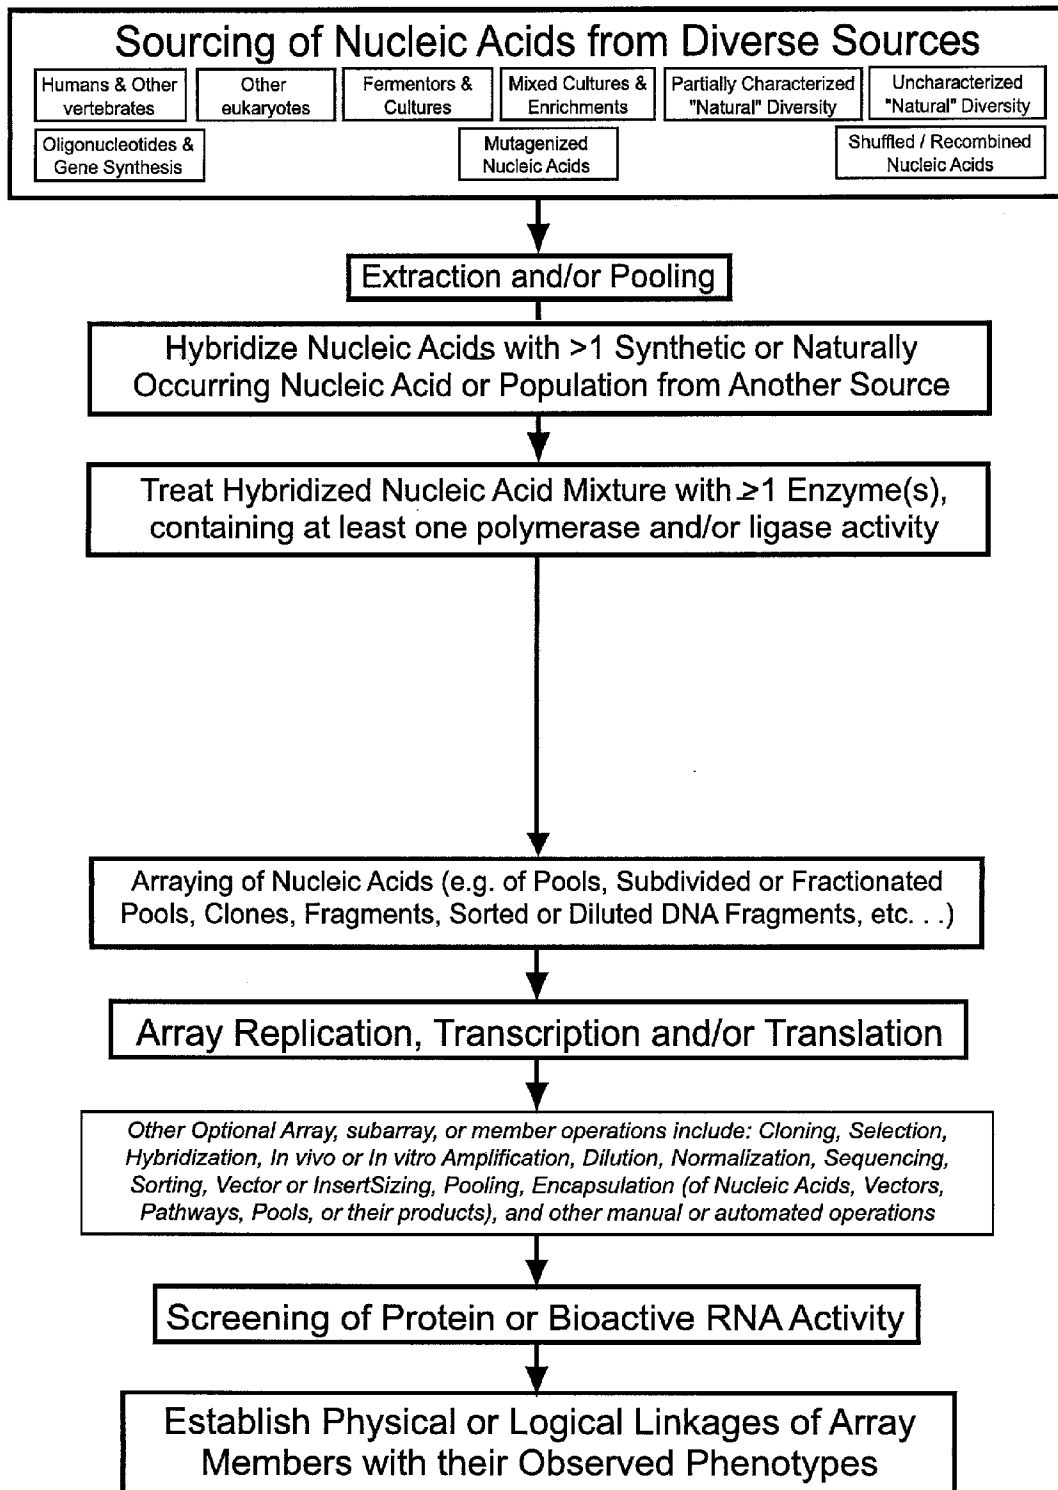 Sourcing of Nucleic Acids from Diverse Sources
Humans & Other
vertebrates
Other
eukaryotes
Fermentors &
Cultures
Mixed Cultures &
Enrichments
Partially Characterized
"Natural" Diversity
Uncharacterized
"Natural" Diversity
Oligonucleotides &
Gene Synthesis
Mutagenized
Nucleic Acids
Shuffled / Recombined
Nucleic Acids
Extraction and/or Pooling
Hybridize Nucleic Acids with >1 Synthetic or Naturally
Occurring Nucleic Acid or Population from Another Source
Treat Hybridized Nucleic Acid Mixture with ≥1 Enzyme(s),
containing at least one polymerase and/or ligase activity
Arraying of Nucleic Acids (e.g. of Pools, Subdivided or Fractionated
Pools, Clones, Fragments, Sorted or Diluted DNA Fragments, etc. . .)
Array Replication, Transcription and/or Translation
Other Optional Array, subarray, or member operations include: Cloning, Selection,
Hybridization, In vivo or In vitro Amplification, Dilution, Normalization, Sequencing,
Sorting, Vector or InsertSizing, Pooling, Encapsulation (of Nucleic Acids, Vectors,
Pathways, Pools, or their products), and other manual or automated operations
Screening of Protein or Bioactive RNA Activity
Establish Physical or Logical Linkages of Array
Members with their Observed Phenotypes